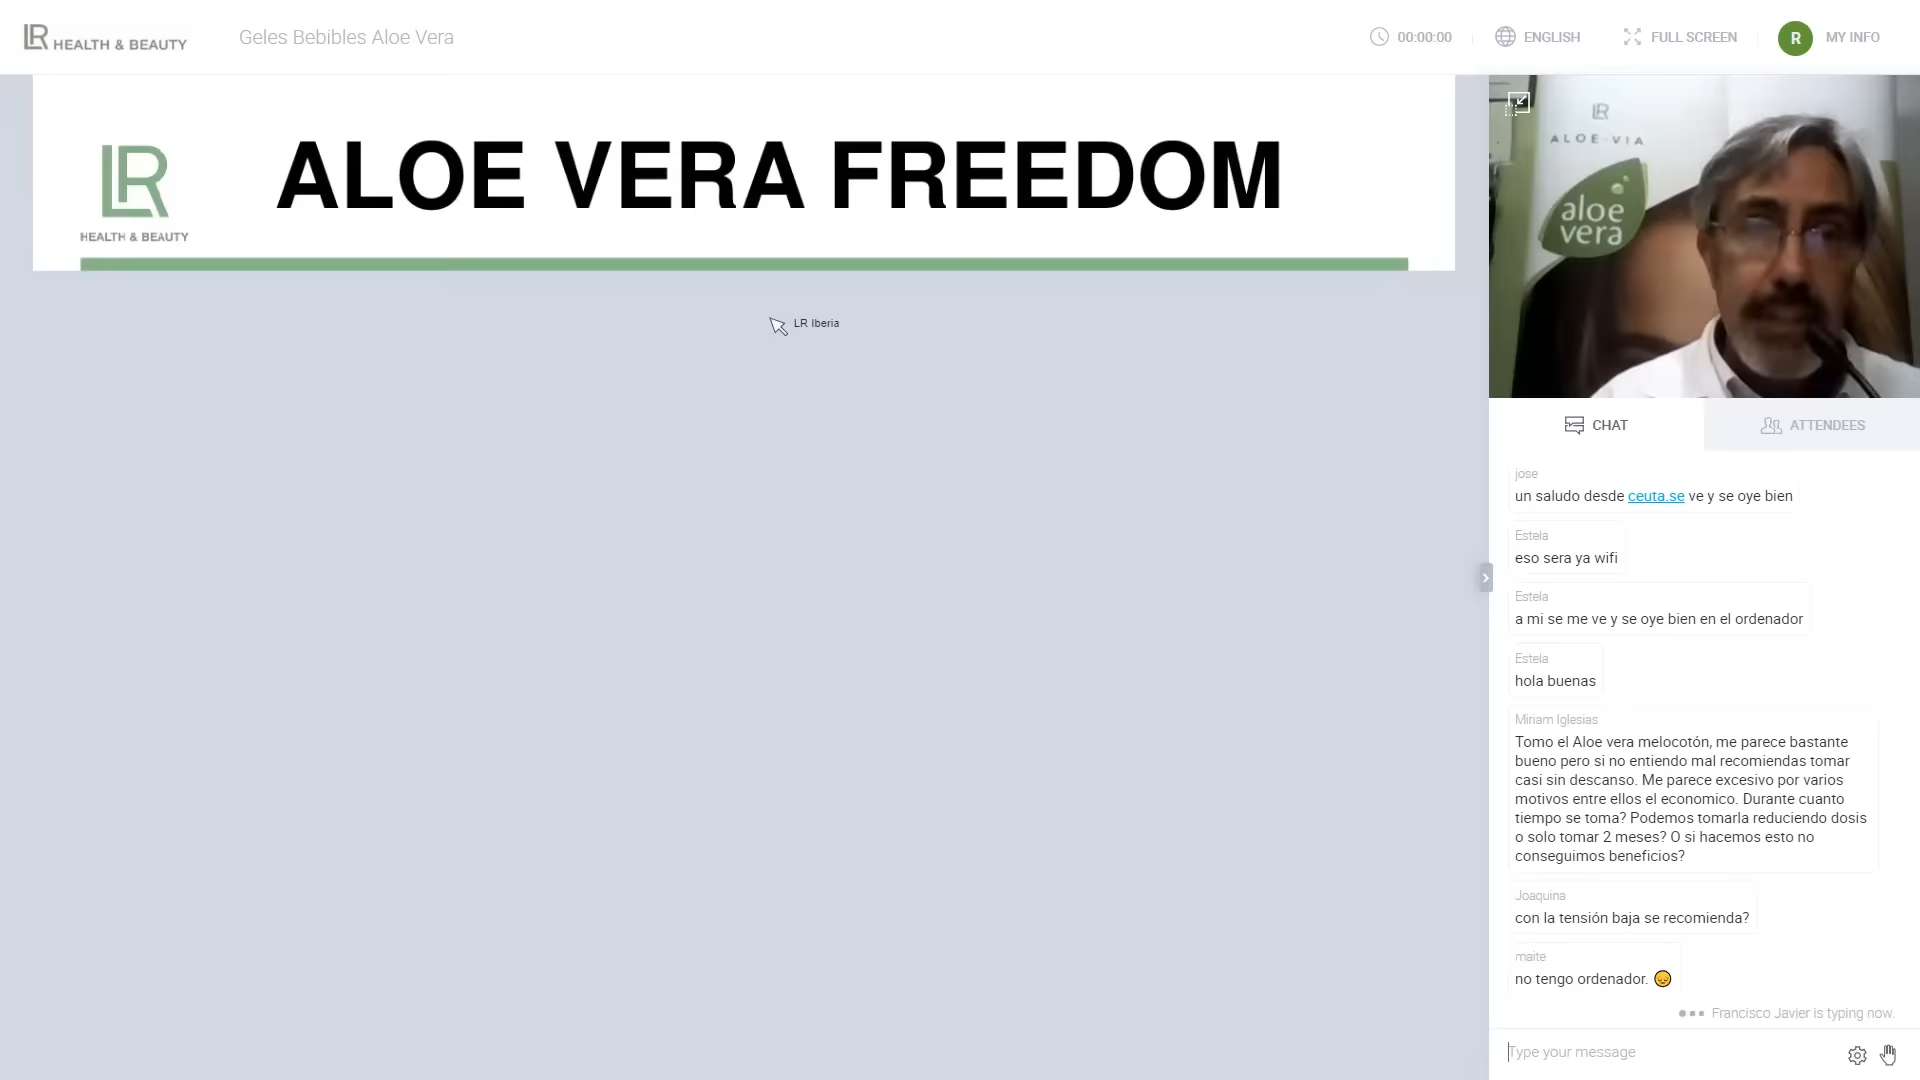 LR HEALTH & BEAUTY
Geles Bebibles Aloe Vera
00:00:00
ENGLISH
FULL SCREEN
R
MY INFO
LR
HEALTH & BEAUTY
ALOE VERA FREEDOM
LR Iberia
LR
ALOE VIA
aloe
vera
CHAT
ATTENDEES
jose
un saludo desde ceuta.se ve y se oye bien
Estela
eso sera ya wifi
Estela
a mi se me ve y se oye bien en el ordenador
Estela
hola buenas
Miriam Iglesias
Tomo el Aloe vera melocotón, me parece bastante
bueno pero si no entiendo mal recomiendas tomar
casi sin descanso. Me parece excesivo por varios
motivos entre ellos el economico. Durante cuanto
tiempo se toma? Podemos tomarla reduciendo dosis
o solo tomar 2 meses? O si hacemos esto no
conseguimos beneficios?
Joaquina
con la tensión baja se recomienda?
maite
no tengo ordenador. 😞
Francisco Javier is typing now.
Type your message